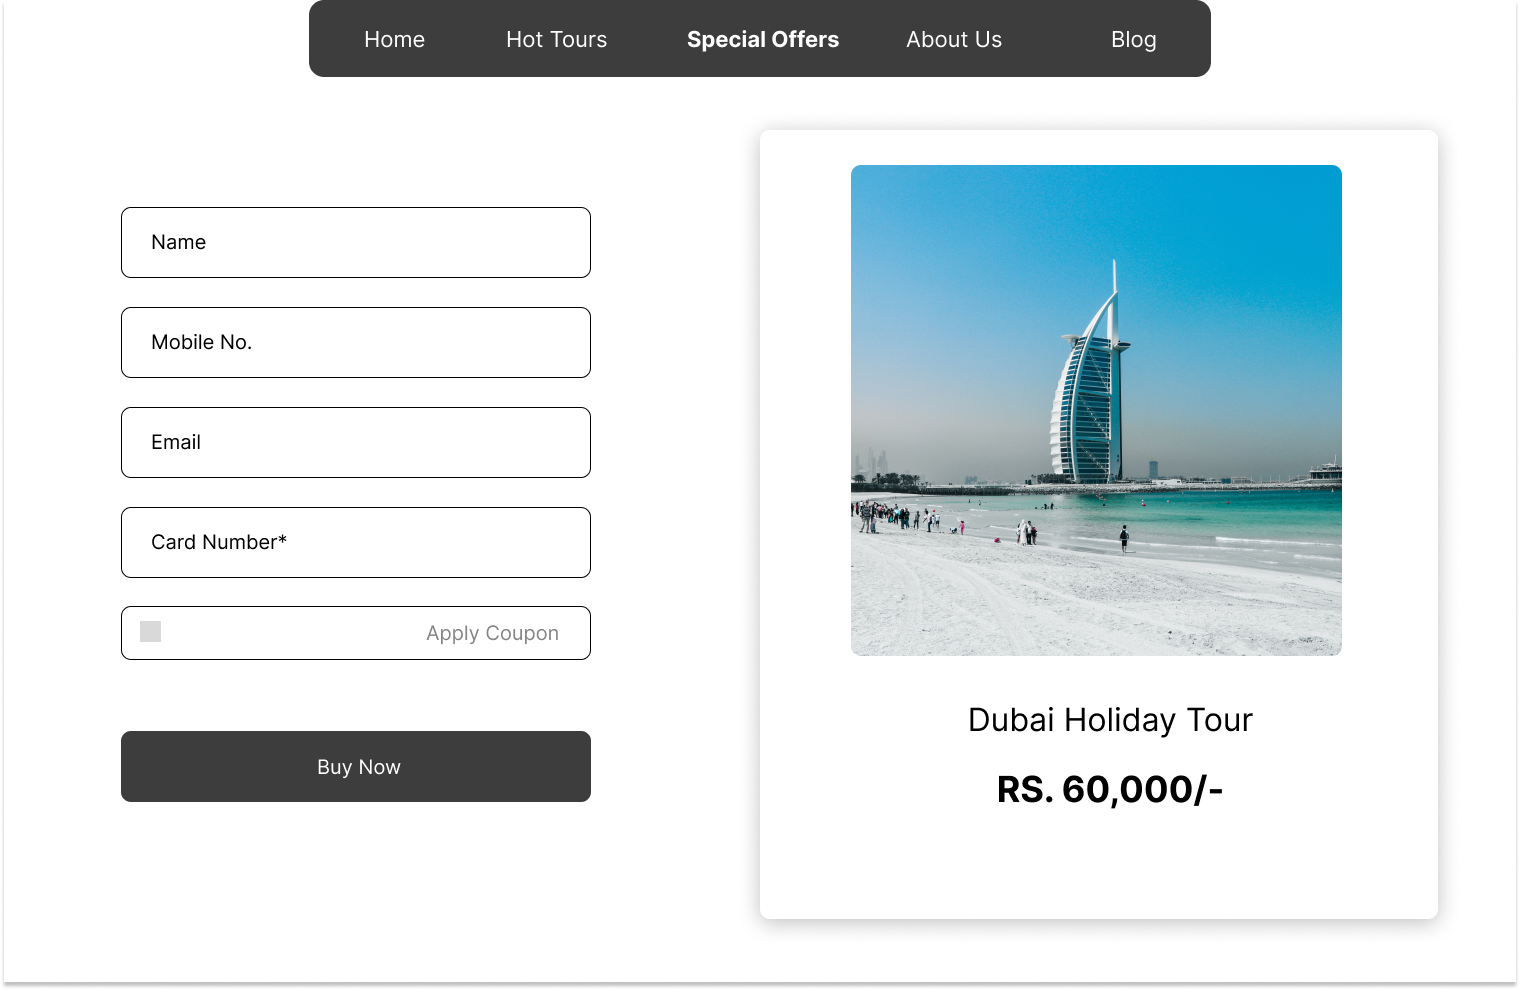 Home
Hot Tours
Special Offers
About Us
Blog
Name
Mobile No.
Email
Card Number*
Apply Coupon
Buy Now
Dubai Holiday Tour
RS. 60,000/-